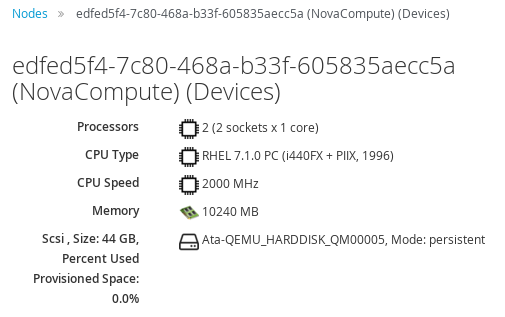 Nodes » edfed5f4-7c80-468a-b33f-605835aecc5a (NovaCompute) (Devices)
edfed5f4-7c80-468a-b33f-605835aecc5a
(NovaCompute) (Devices)
Processors 2 (2 sockets x 1 core)
CPU Type RHEL 7.1.0 PC (i440FX + PIIX, 1996)
CPU Speed 2000 MHz
Memory 10240 MB
Scsi , Size: 44 GB, Ata-QEMU_HARDDISK_QM00005, Mode: persistent
Percent Used
Provisioned Space:
0.0%